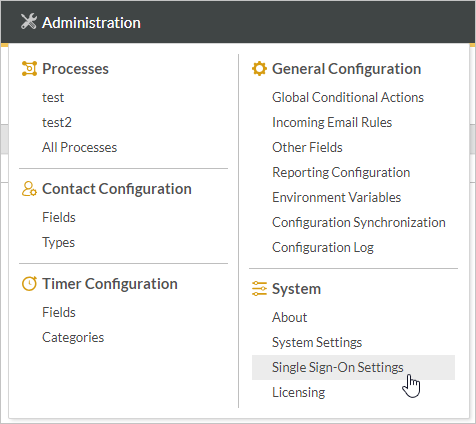 Administration
Processes
test
test2
All Processes
Contact Configuration
Fields
Types
Timer Configuration
Fields
Categories
General Configuration
Global Conditional Actions
Incoming Email Rules
Other Fields
Reporting Configuration
Environment Variables
Configuration Synchronization
Configuration Log
System
About
System Settings
Single Sign-On Settings
Licensing